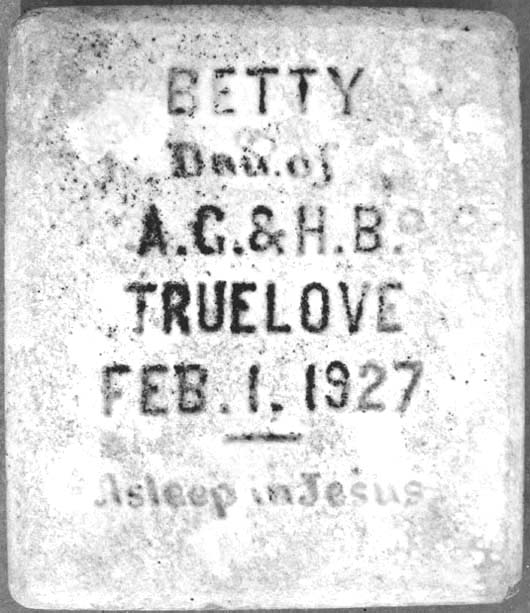 BETTY
Dau. of
A. G. & H. B.
TRUELOVE
FEB. 1. 1927
Asleep in Jesus